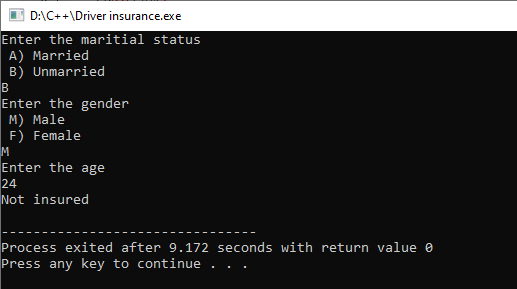 D:\C++\Driver insurance.exe
Enter the maritial status
 A) Married
 B) Unmarried
B
Enter the gender
 M) Male
 F) Female
M
Enter the age
24
Not insured
--------------------------------
Process exited after 9.172 seconds with return value 0
Press any key to continue . . .